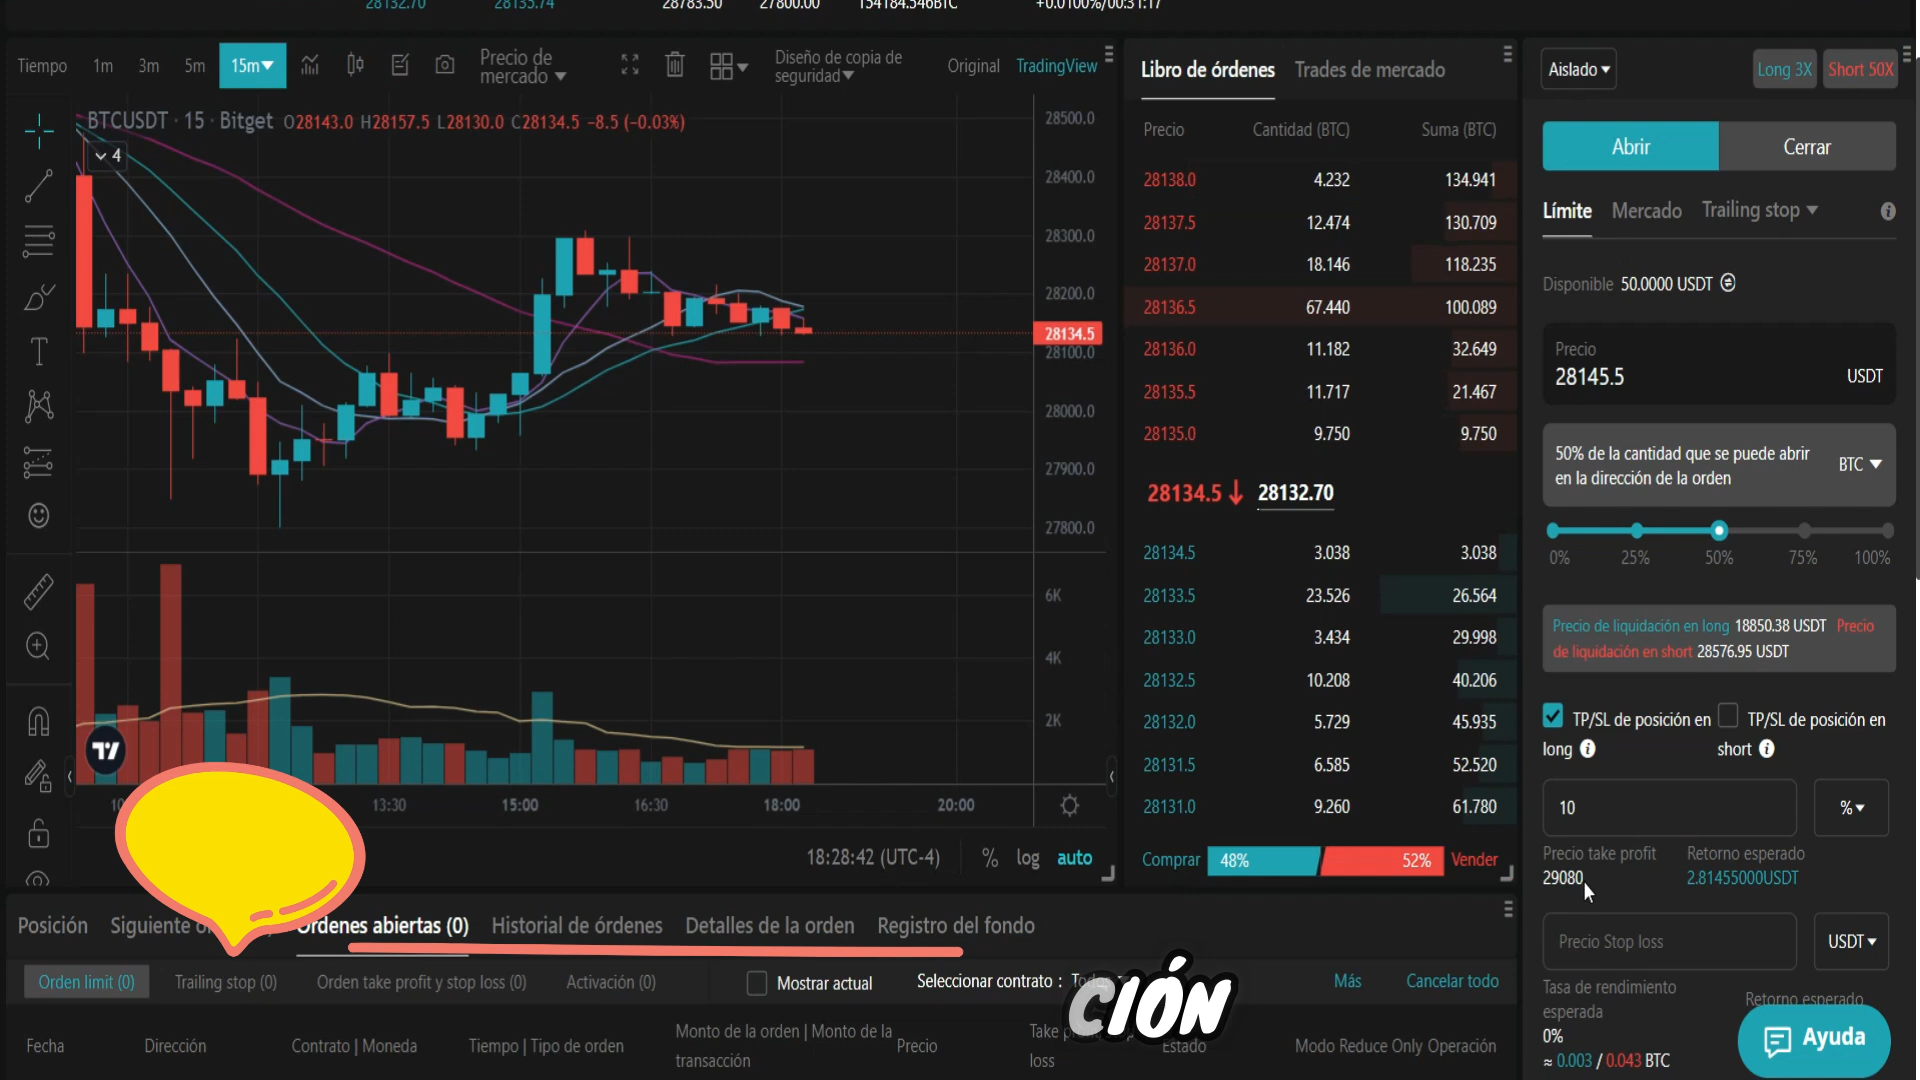 28132.70 28135.74 28783.50 27800.00 154184.546BTC +0.0100%/00:31:17
Tiempo 1m 3m 5m 15m Precio de mercado Diseño de copia de seguridad Original TradingView
BTCUSDT · 15 · Bitget O28143.0 H28157.5 L28130.0 C28134.5 -8.5 (-0.03%)
4
28500.0
28400.0
28300.0
28200.0
28134.5
28100.0
28000.0
27900.0
27800.0
6K
4K
2K
13:30 15:00 16:30 18:00 20:00
18:28:42 (UTC-4) % log auto
Libro de órdenes Trades de mercado
Precio Cantidad (BTC) Suma (BTC)
28138.0 4.232 134.941
28137.5 12.474 130.709
28137.0 18.146 118.235
28136.5 67.440 100.089
28136.0 11.182 32.649
28135.5 11.717 21.467
28135.0 9.750 9.750
28134.5 28132.70
28134.5 3.038 3.038
28133.5 23.526 26.564
28133.0 3.434 29.998
28132.5 10.208 40.206
28132.0 5.729 45.935
28131.5 6.585 52.520
28131.0 9.260 61.780
Comprar 48% 52% Vender
Aislado Long 3X Short 50X
Abrir Cerrar
Límite Mercado Trailing stop
Disponible 50.0000 USDT
Precio
28145.5 USDT
50% de la cantidad que se puede abrir
en la dirección de la orden
BTC
0% 25% 50% 75% 100%
Precio de liquidación en long 18850.38 USDT Precio
de liquidación en short 28576.95 USDT
TP/SL de posición en long TP/SL de posición en short
10 %
Precio take profit Retorno esperado
29080 2.81455000USDT
Precio Stop loss USDT
Tasa de rendimiento esperada Retorno esperado
0%
≈ 0.003 / 0.043 BTC
Ayuda
Posición Siguiente Órdenes abiertas (0) Historial de órdenes Detalles de la orden Registro del fondo
Orden limit (0) Trailing stop (0) Orden take profit y stop loss (0) Activación (0) Mostrar actual Seleccionar contrato : Más Cancelar todo
CIÓN
Fecha Dirección Contrato | Moneda Tiempo | Tipo de orden Monto de la orden | Monto de la transacción Precio Take loss Estado Modo Reduce Only Operación